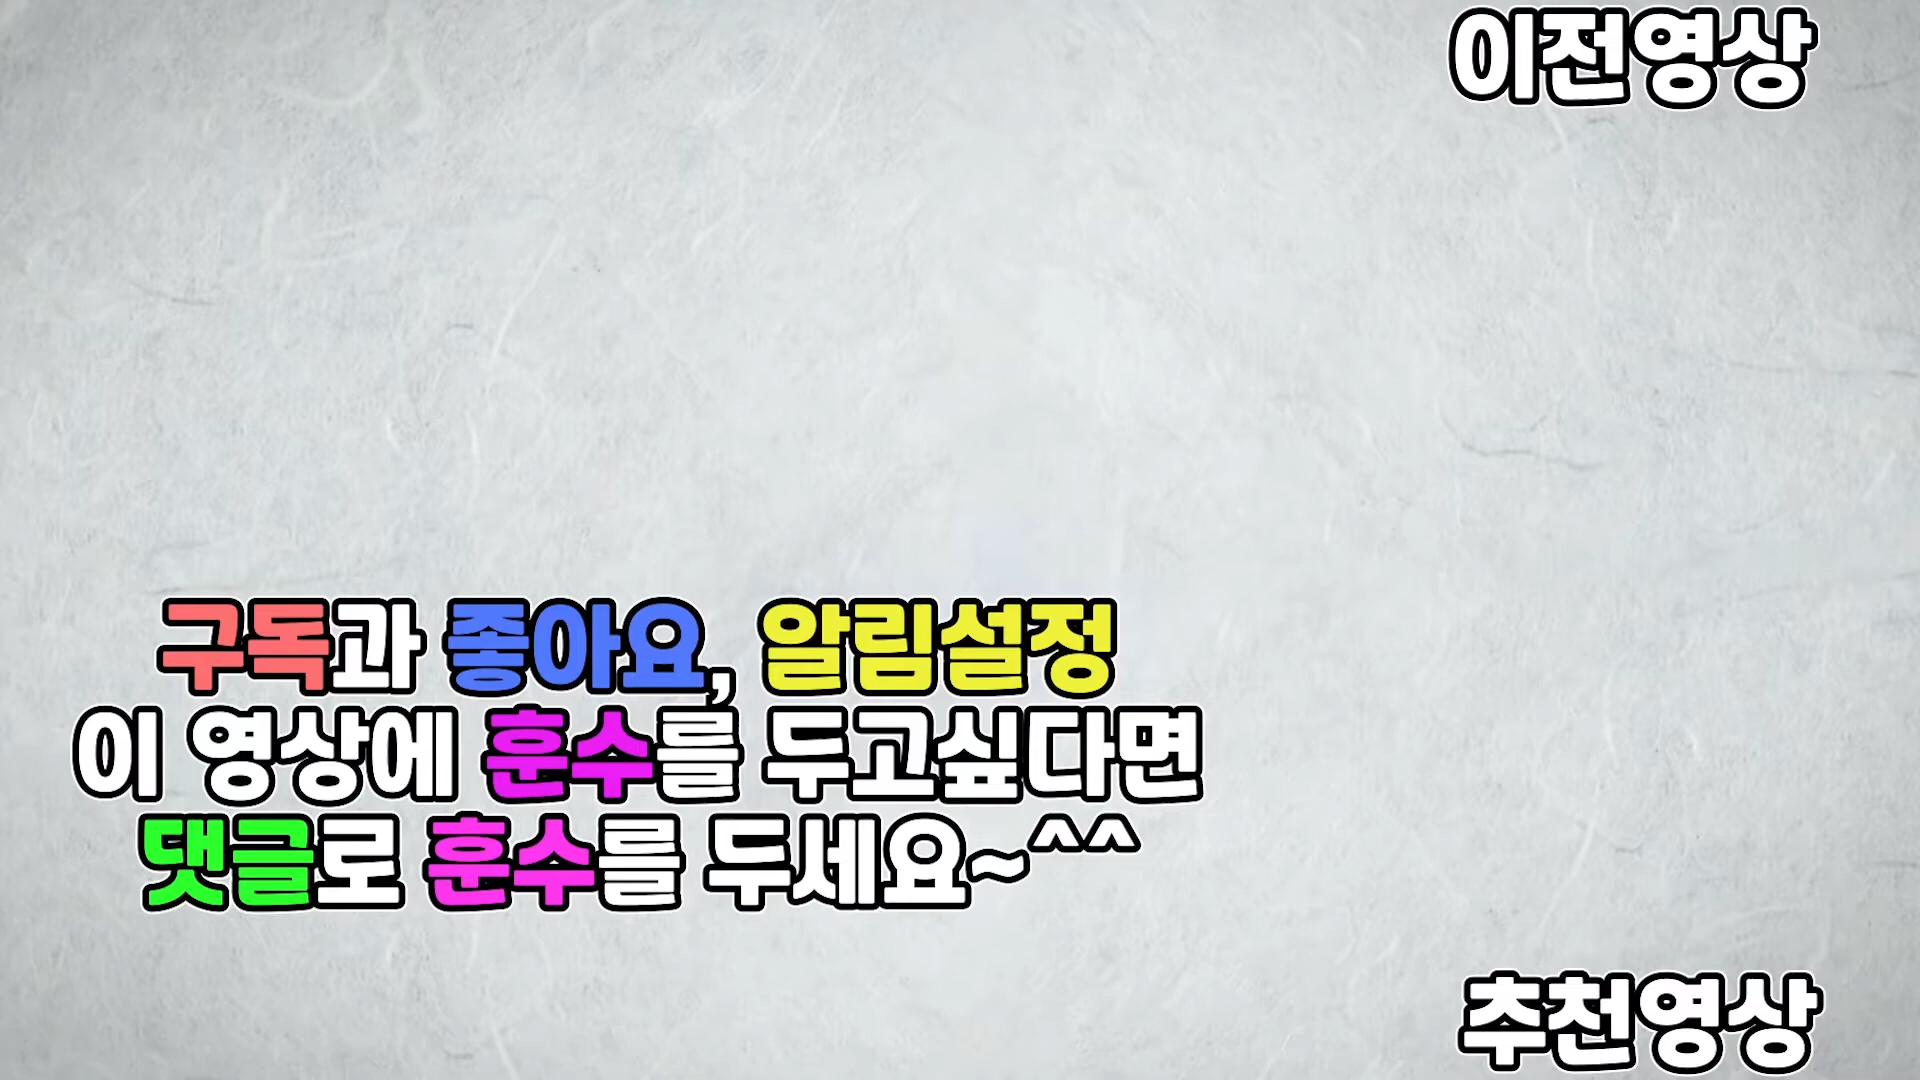 이전영상
구독과 좋아요, 알림설정
이 영상에 훈수를 두고싶다면
댓글로 훈수를 두세요~^^
추천영상